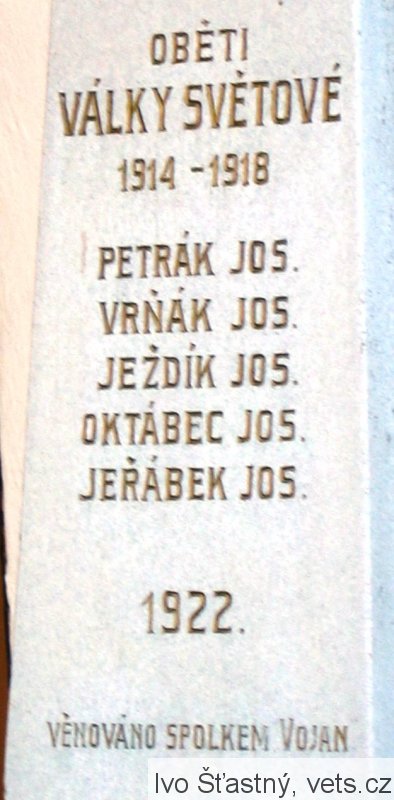 OBĚTI
VÁLKY SVĚTOVÉ
1914 - 1918
PETRÁK JOS.
VRŇÁK JOS.
JEŽDÍK JOS.
OKTÁBEC JOS.
JEŘÁBEK JOS.
1922.
VĚNOVÁNO SPOLKEM VOJAN
Ivo Šťastný, vets.cz